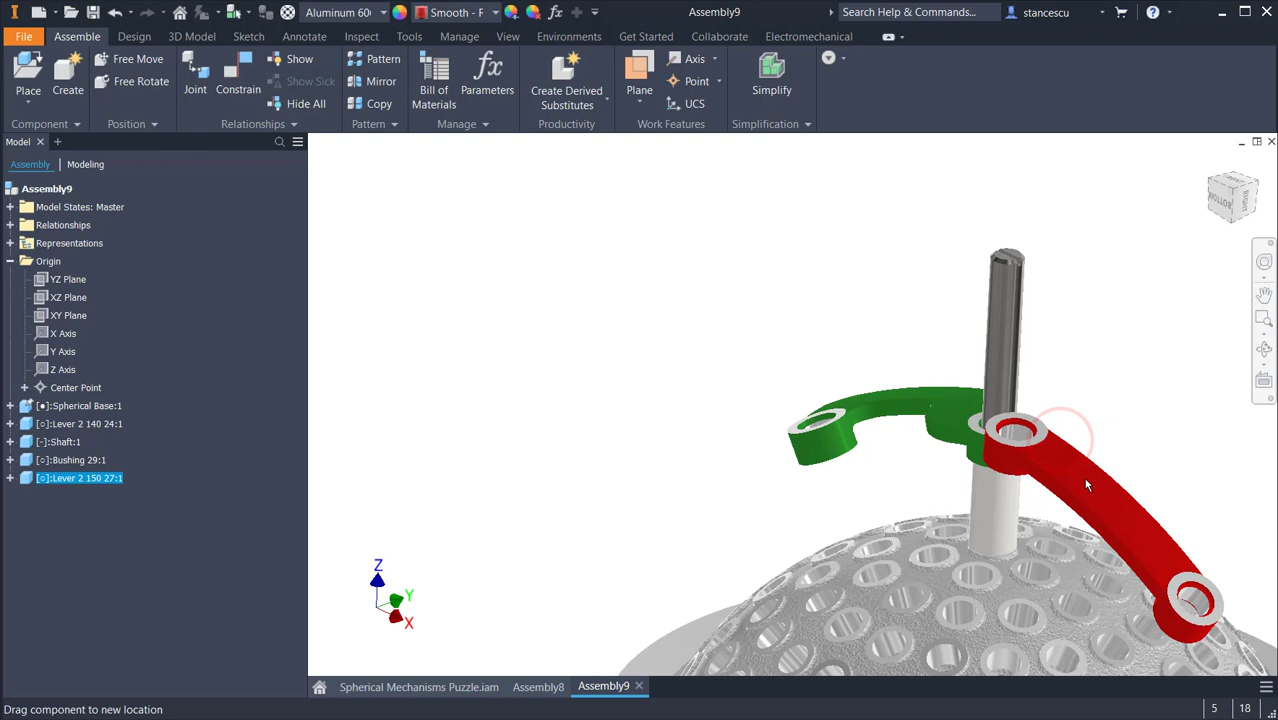 Aluminum 60
Smooth - F
Assembly9
Search Help & Commands...
stancescu
File
Assemble
Design
3D Model
Sketch
Annotate
Inspect
Tools
Manage
View
Environments
Get Started
Collaborate
Electromechanical
Place
Create
Free Move
Free Rotate
Joint
Constrain
Show
Show Sick
Hide All
Pattern
Mirror
Copy
Bill of
Materials
Parameters
Create Derived
Substitutes
Plane
Axis
Point
UCS
Simplify
Component
Position
Relationships
Pattern
Manage
Productivity
Work Features
Simplification
Model
Assembly
Modeling
Assembly9
Model States: Master
Relationships
Representations
Origin
YZ Plane
XZ Plane
XY Plane
X Axis
Y Axis
Z Axis
Center Point
[●]:Spherical Base:1
[○]:Lever 2 140 24:1
[-]:Shaft:1
[○]:Bushing 29:1
[○]:Lever 2 150 27:1
BOTTOM
RIGHT
Z
Y
X
Spherical Mechanisms Puzzle.iam
Assembly8
Assembly9
Drag component to new location
5
18